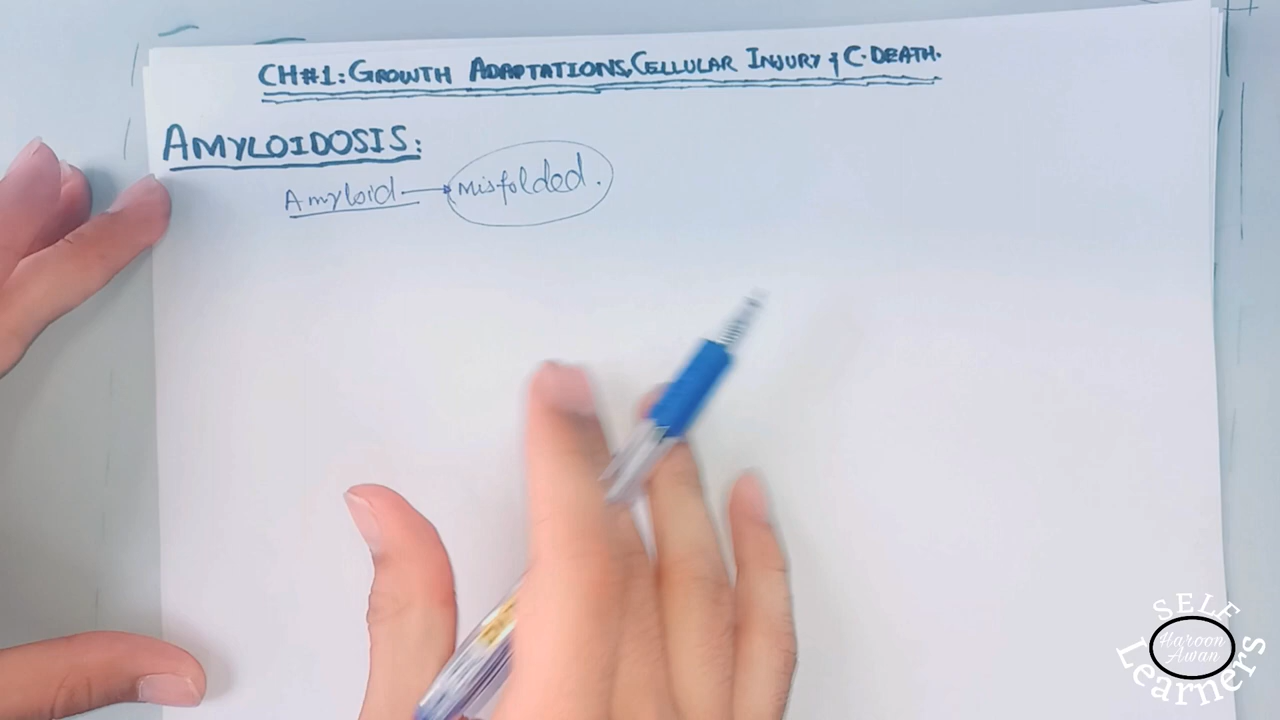 CH#1: GROWTH ADAPTATIONS, CELLULAR INJURY & C. DEATH.
AMYLOIDOSIS:
Amyloid → Misfolded.
SELF
Haroon
Awan
Learners